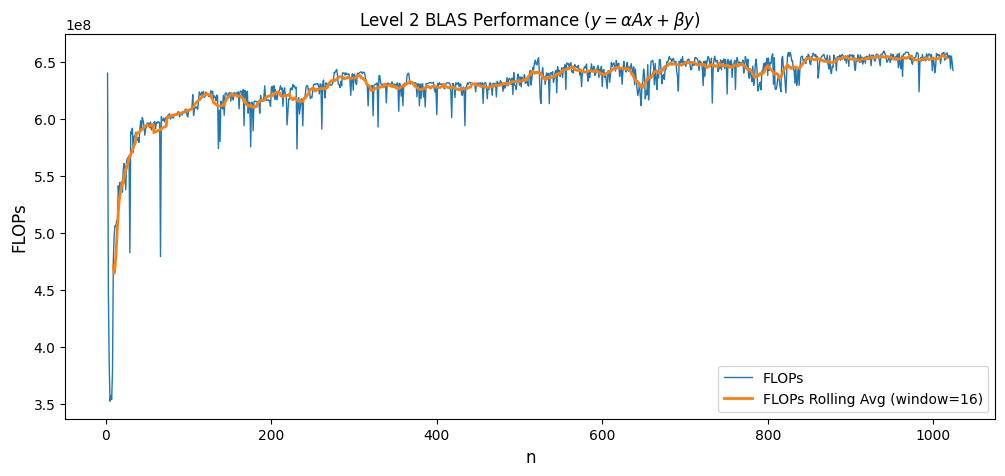 Level 2 BLAS Performance (y = αAx + βy)
1e8
6.5
6.0
5.5
5.0
4.5
4.0
3.5
FLOPs
0 200 400 600 800 1000
n
FLOPs
FLOPs Rolling Avg (window=16)